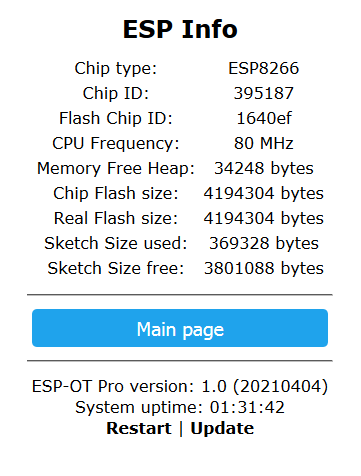 ESP Info
Chip type: ESP8266
Chip ID: 395187
Flash Chip ID: 1640ef
CPU Frequency: 80 MHz
Memory Free Heap: 34248 bytes
Chip Flash size: 4194304 bytes
Real Flash size: 4194304 bytes
Sketch Size used: 369328 bytes
Sketch Size free: 3801088 bytes
Main page
ESP-OT Pro version: 1.0 (20210404)
System uptime: 01:31:42
Restart | Update